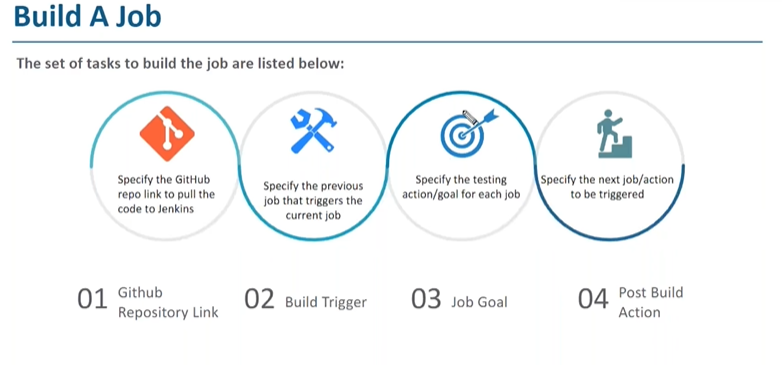 Build A Job
The set of tasks to build the job are listed below:
Specify the GitHub
repo link to pull the
code to Jenkins
Specify the previous
job that triggers the
current job
Specify the testing
action/goal for each job
Specify the next job/action
to be triggered
01 Github
Repository Link
02 Build Trigger
03 Job Goal
04 Post Build
Action